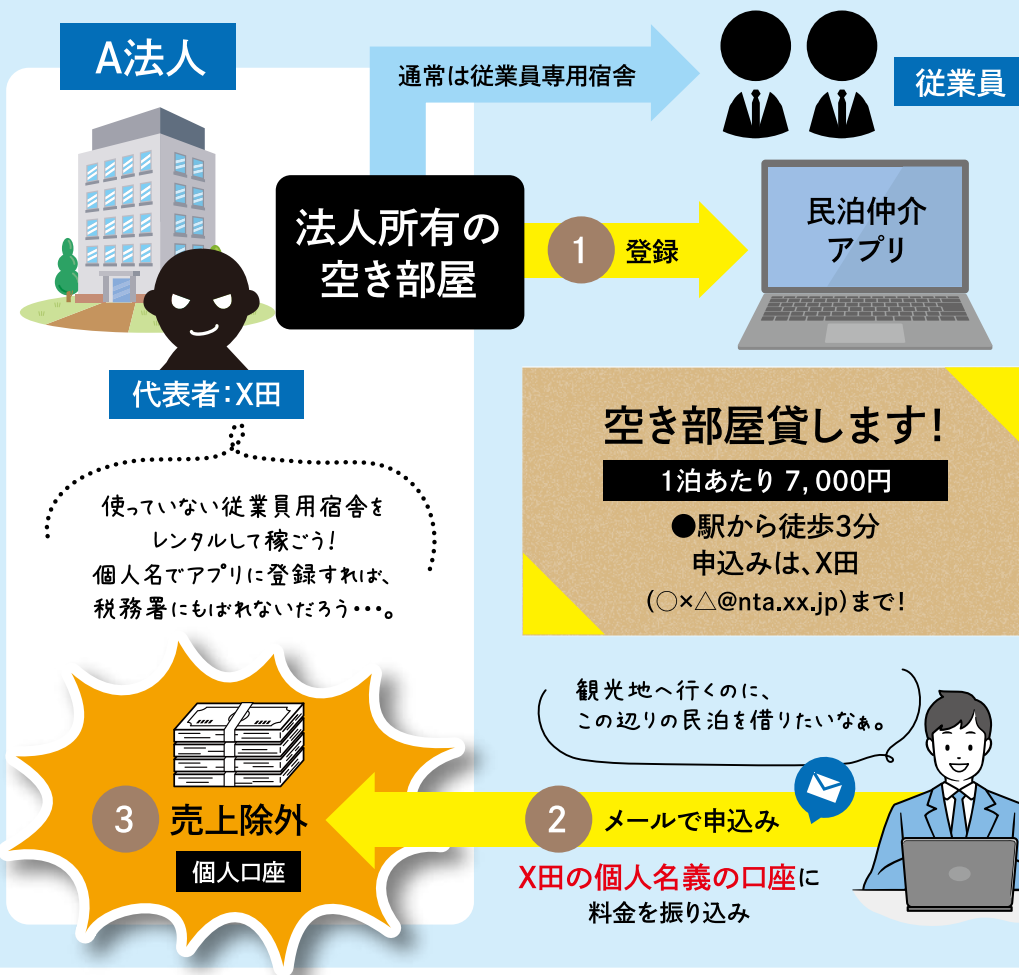 A法人
通常は従業員専用宿舎
従業員
法人所有の
空き部屋
1 登録
民泊仲介
アプリ
代表者：X田
使っていない従業員用宿舎を
レンタルして稼ごう！
個人名でアプリに登録すれば、
税務署にもばれないだろう・・・。
空き部屋貸します！
1泊あたり 7,000円
●駅から徒歩3分
申込みは、X田
(○×△@nta.xx.jp)まで！
観光地へ行くのに、
この辺りの民泊を借りたいなぁ。
2 メールで申込み
X田の個人名義の口座に
料金を振り込み
3 売上除外
個人口座